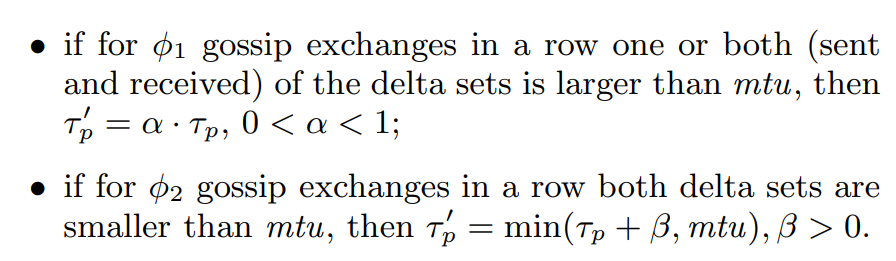 • if for ϕ₁ gossip exchanges in a row one or both (sent
and received) of the delta sets is larger than mtu, then
τ′ₚ = α · τₚ, 0 < α < 1;
• if for ϕ₂ gossip exchanges in a row both delta sets are
smaller than mtu, then τ′ₚ = min(τₚ + β, mtu), β > 0.